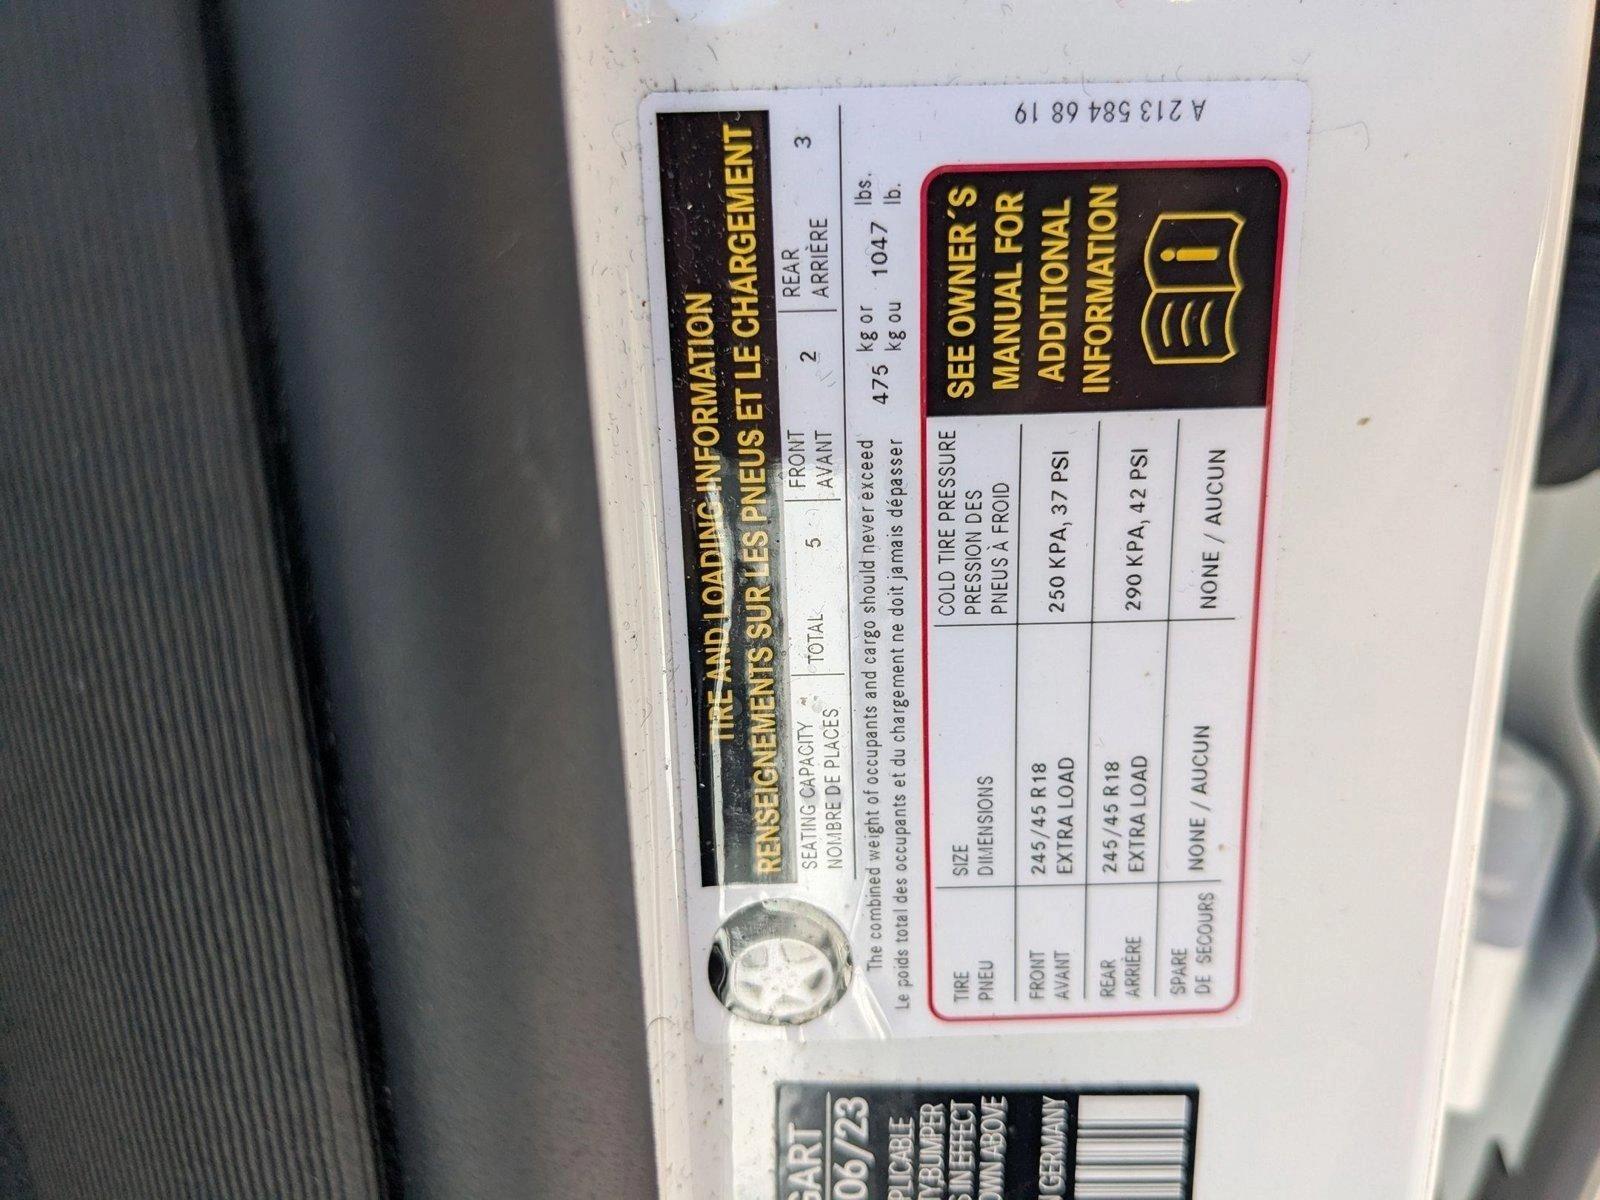 TIRE AND LOADING INFORMATION
RENSEIGNEMENTS SUR LES PNEUS ET LE CHARGEMENT
SEATING CAPACITY TOTAL 5 FRONT 2 REAR 3
NOMBRE DE PLACES AVANT ARRIÈRE
The combined weight of occupants and cargo should never exceed 475 kg or 1047 lbs.
Le poids total des occupants et du chargement ne doit jamais dépasser kg ou lb.
TIRE SIZE COLD TIRE PRESSURE
PNEU DIMENSIONS PRESSION DES
PNEUS À FROID
FRONT 245/45 R18 250 KPA, 37 PSI
AVANT EXTRA LOAD
REAR 245/45 R18 290 KPA, 42 PSI
ARRIÈRE EXTRA LOAD
SPARE NONE / AUCUN NONE / AUCUN
DE SECOURS
SEE OWNER´S
MANUAL FOR
ADDITIONAL
INFORMATION
i
A 213 584 68 19
GART
06/23
PLICABLE
TY,BUMPER
S IN EFFECT
OWN ABOVE
GERMANY